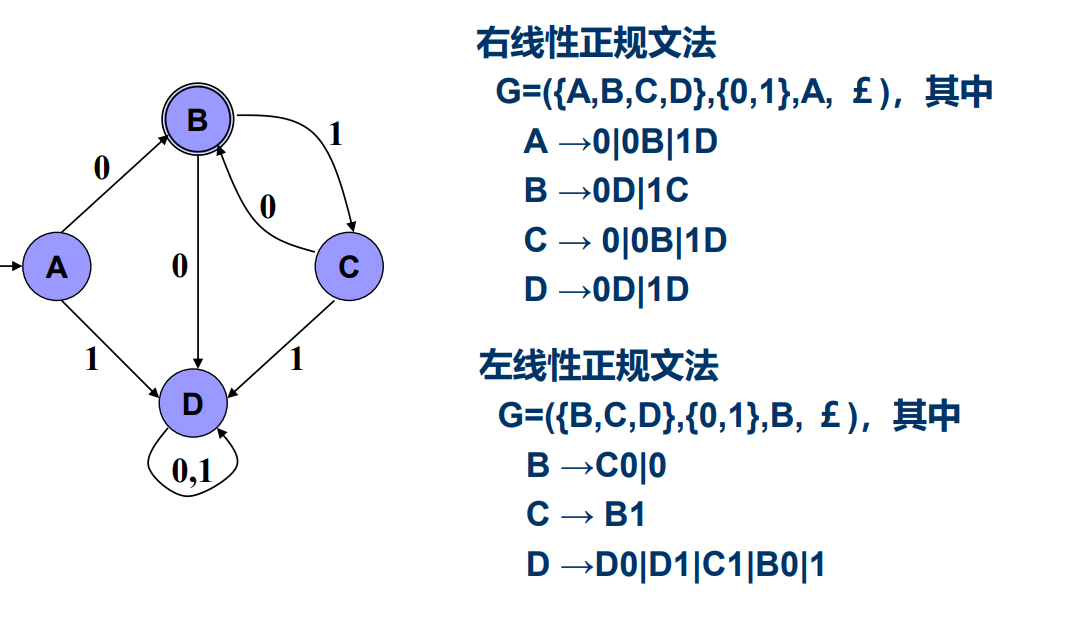 右线性正规文法
G=({A,B,C,D},{0,1},A, £),其中
A →0|0B|1D
B →0D|1C
C → 0|0B|1D
D →0D|1D
左线性正规文法
G=({B,C,D},{0,1},B, £),其中
B →C0|0
C → B1
D →D0|D1|C1|B0|1
B
1
0
0
A
0
C
1
1
D
0,1